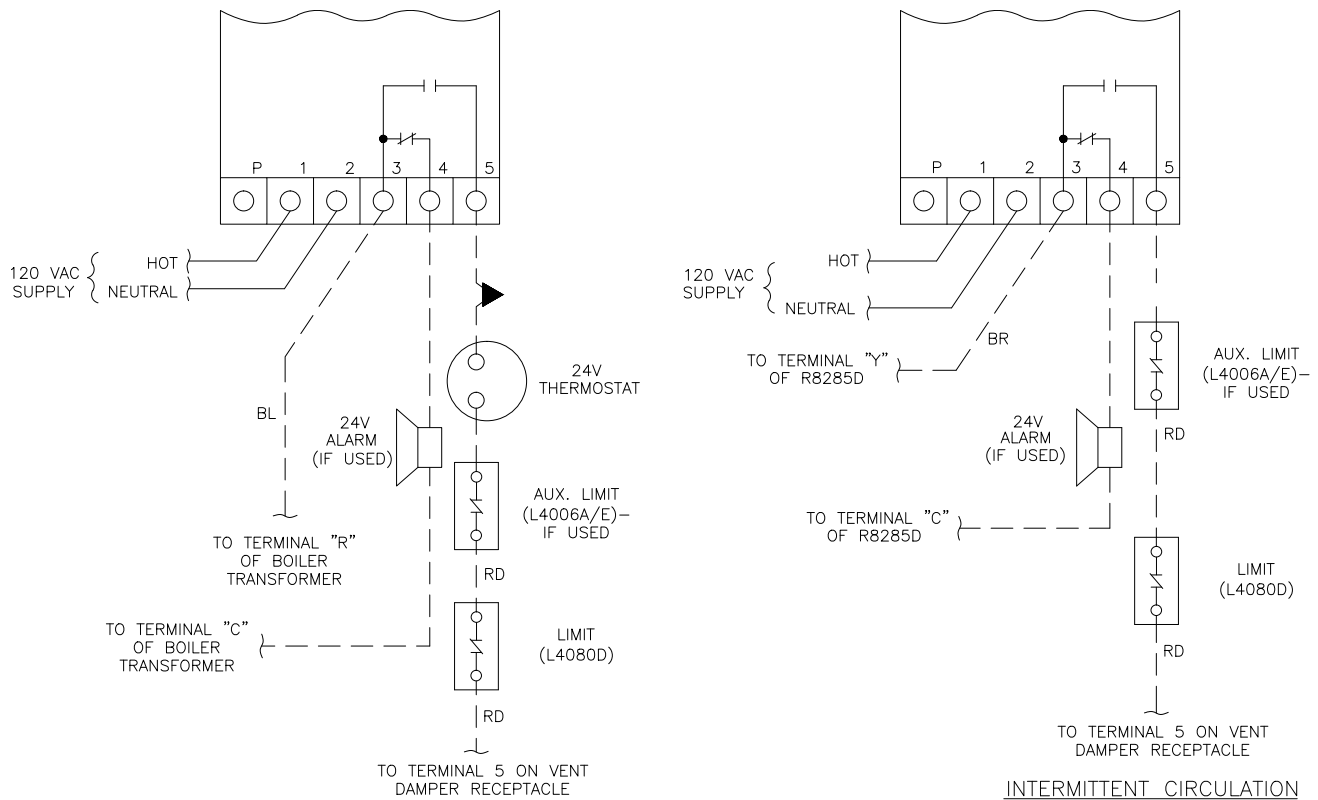 P 1 2 3 4 5
HOT
120 VAC
SUPPLY
NEUTRAL
BL
24V
THERMOSTAT
24V
ALARM
(IF USED)
AUX. LIMIT
(L4006A/E)–
IF USED
TO TERMINAL "R"
OF BOILER
TRANSFORMER
RD
TO TERMINAL "C"
OF BOILER
TRANSFORMER
LIMIT
(L4080D)
RD
TO TERMINAL 5 ON VENT
DAMPER RECEPTACLE
P 1 2 3 4 5
HOT
120 VAC
SUPPLY
NEUTRAL
BR
TO TERMINAL "Y"
OF R8285D
AUX. LIMIT
(L4006A/E)–
IF USED
24V
ALARM
(IF USED)
RD
TO TERMINAL "C"
OF R8285D
LIMIT
(L4080D)
RD
TO TERMINAL 5 ON VENT
DAMPER RECEPTACLE
INTERMITTENT CIRCULATION